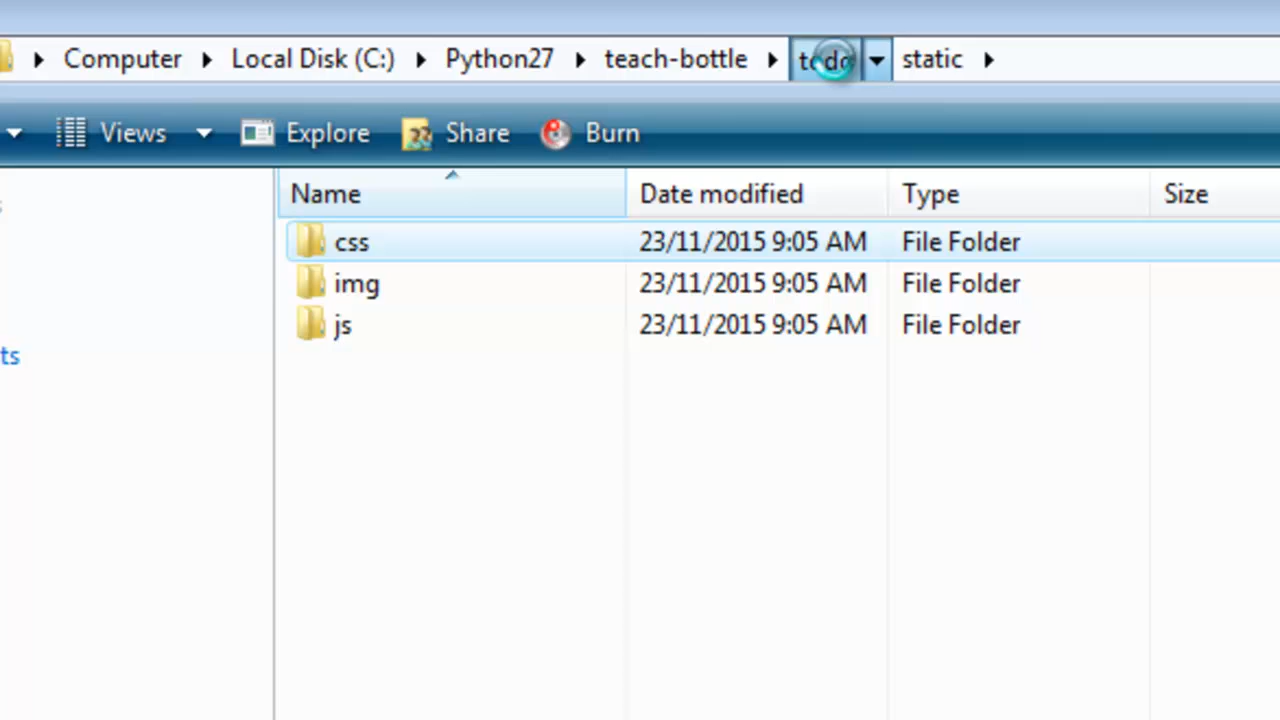 Computer Local Disk (C:) Python27 teach-bottle todo static
Views Explore Share Burn
Name Date modified Type Size
css 23/11/2015 9:05 AM File Folder
img 23/11/2015 9:05 AM File Folder
js 23/11/2015 9:05 AM File Folder
ts